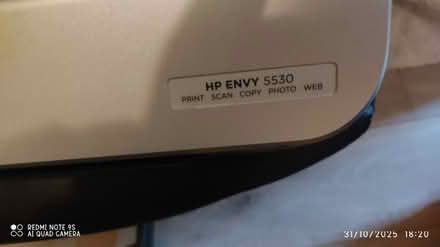 HP ENVY 5530
PRINT SCAN COPY PHOTO WEB
REDMI NOTE 9S
AI QUAD CAMERA
31/10/2025 18:20